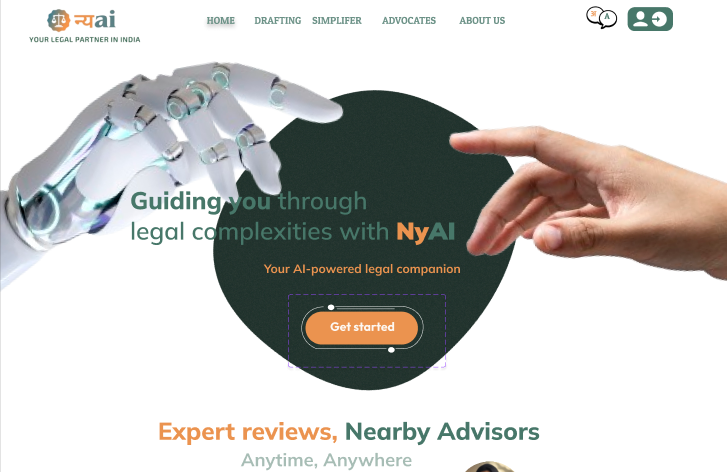 न्यai
YOUR LEGAL PARTNER IN INDIA
HOME DRAFTING SIMPLIFER ADVOCATES ABOUT US
A
Guiding you through
legal complexities with NyAI
Your AI-powered legal companion
Get started
Expert reviews, Nearby Advisors
Anytime, Anywhere